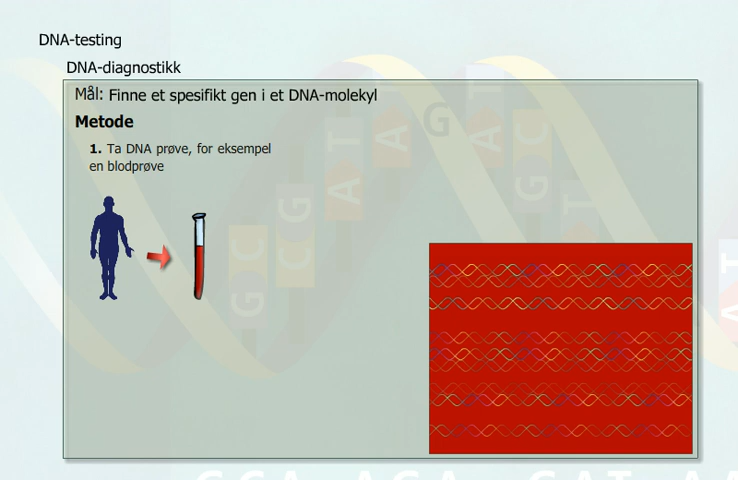 DNA-testing
DNA-diagnostikk
Mål: Finne et spesifikt gen i et DNA-molekyl
Metode
1. Ta DNA prøve, for eksempel
en blodprøve
G C
C G
A T
A
G
A T
G C
T
A T